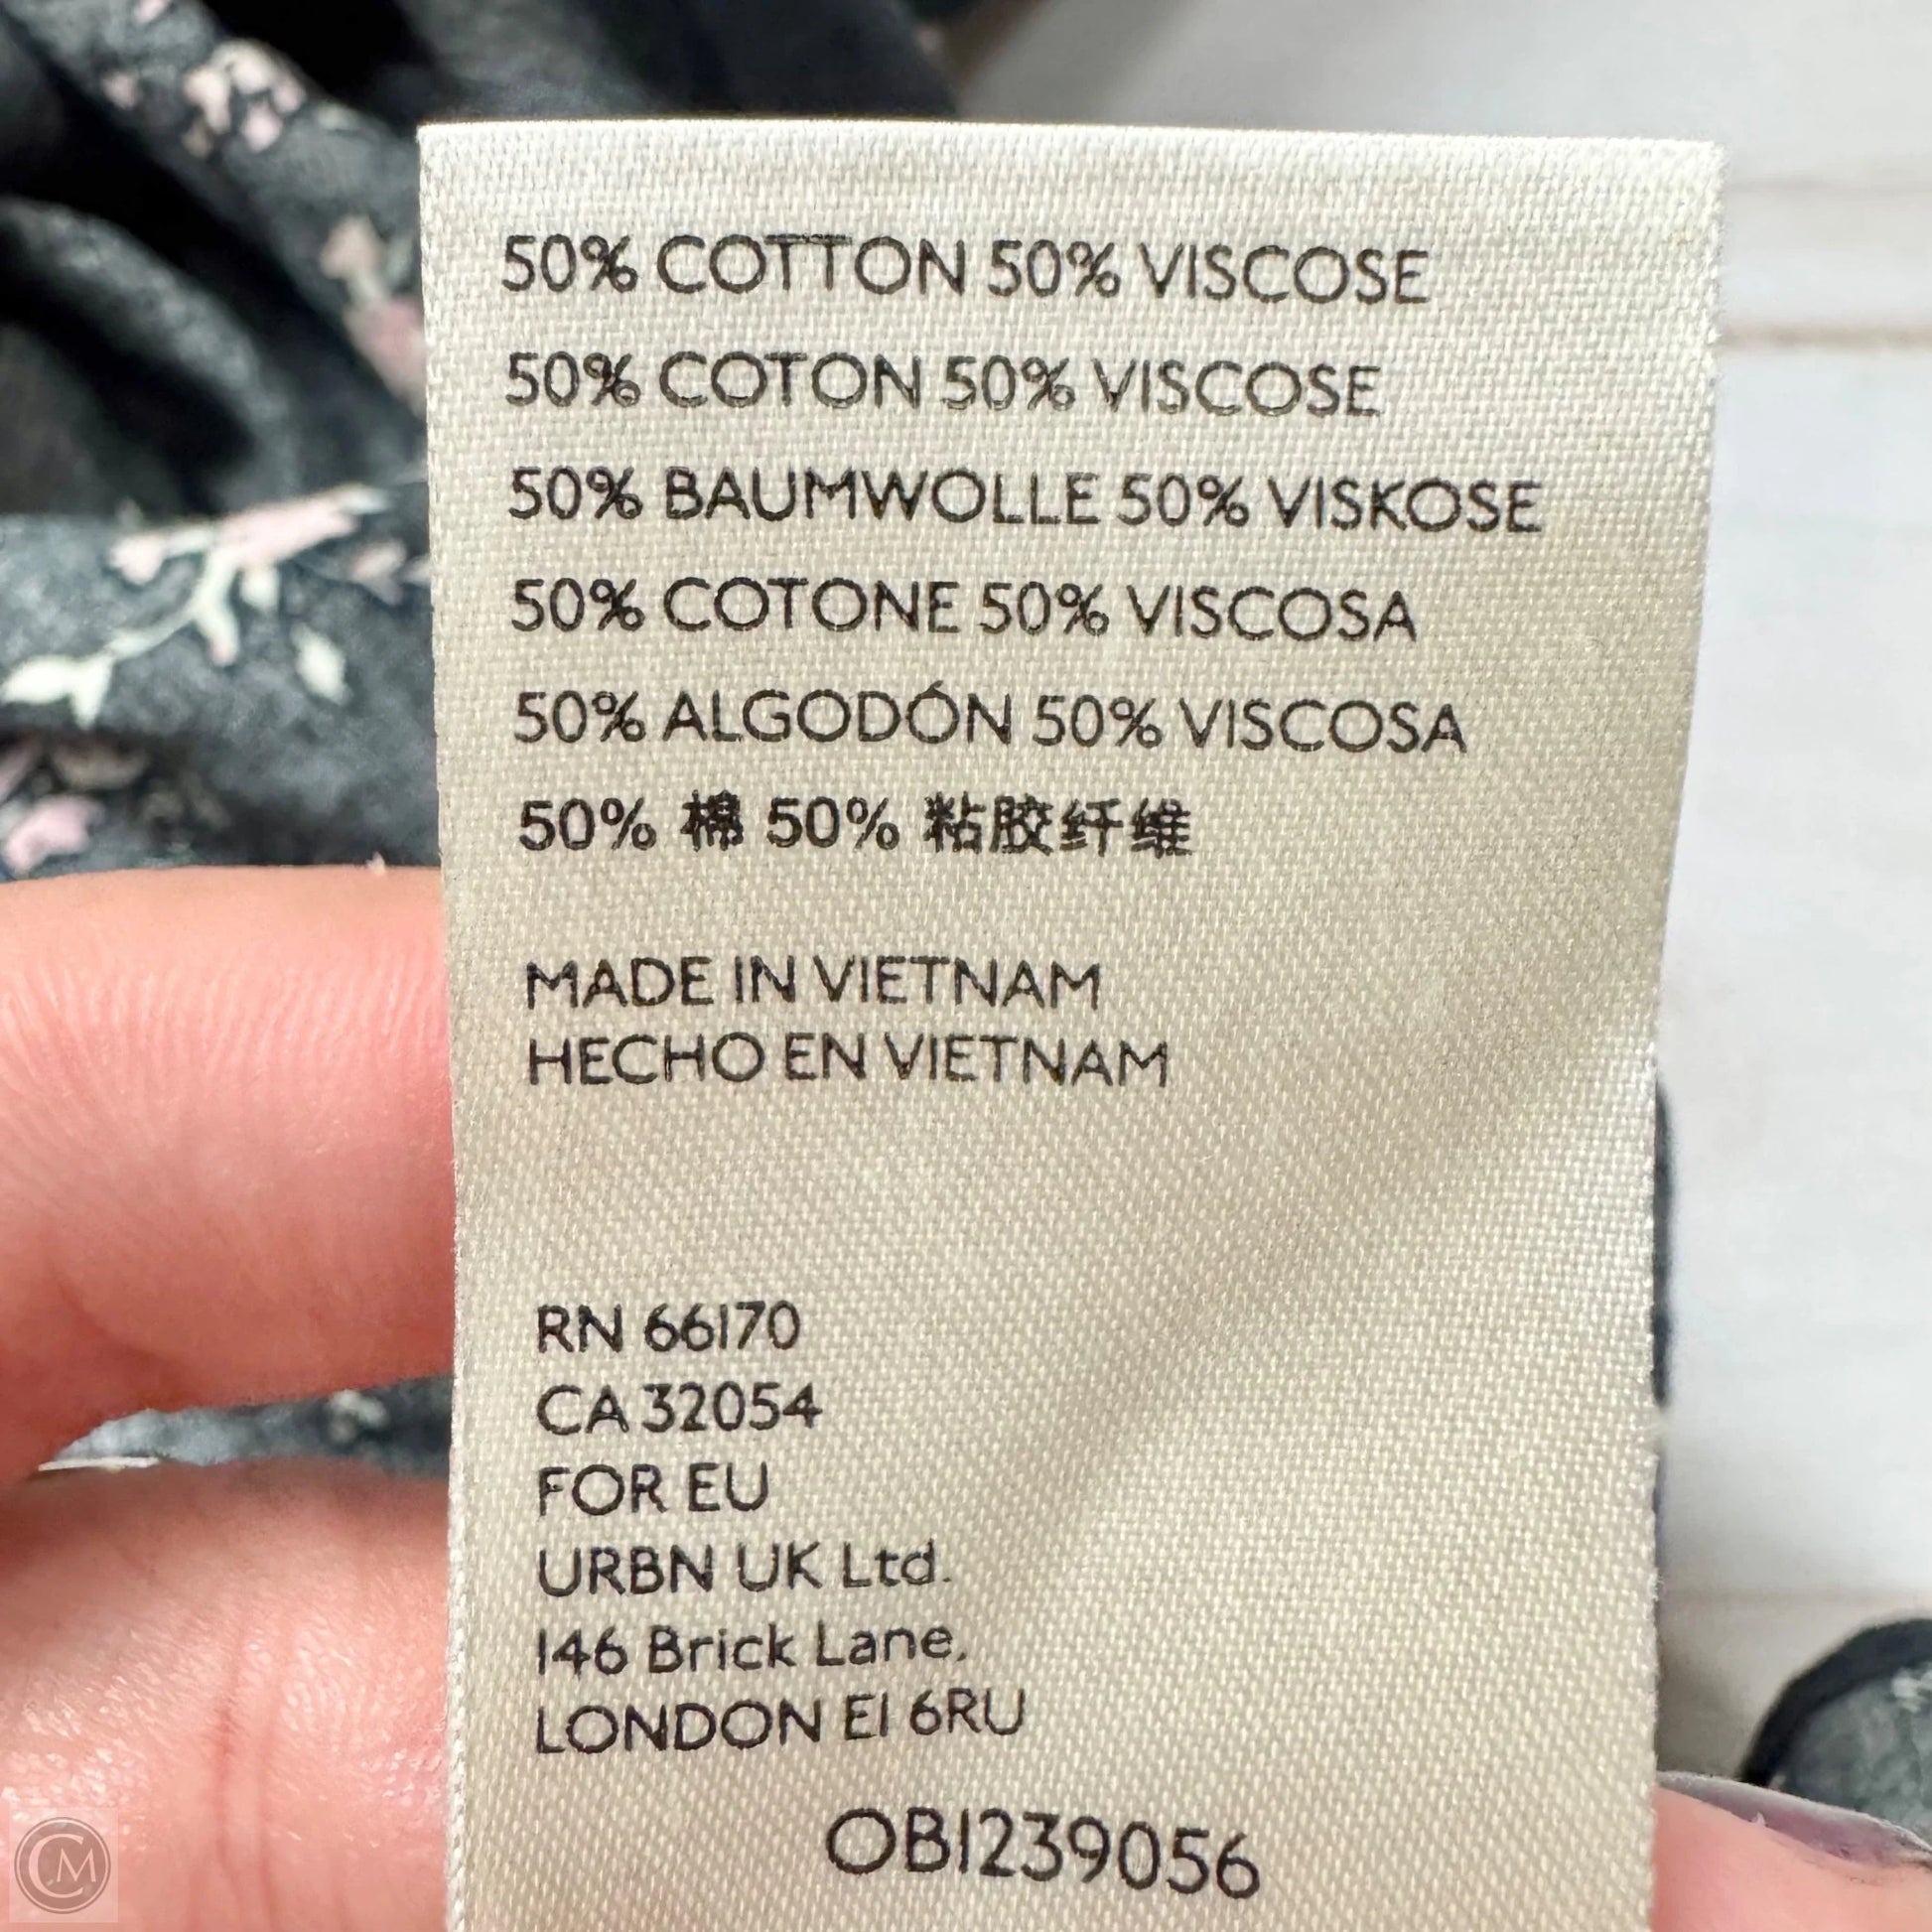 50% COTTON 50% VISCOSE
50% COTON 50% VISCOSE
50% BAUMWOLLE 50% VISKOSE
50% COTONE 50% VISCOSA
50% ALGODÓN 50% VISCOSA
50% 棉 50% 粘胶纤维
MADE IN VIETNAM
HECHO EN VIETNAM
RN 66170
CA 32054
FOR EU
URBN UK Ltd.
146 Brick Lane,
LONDON E1 6RU
OB1239056
CM